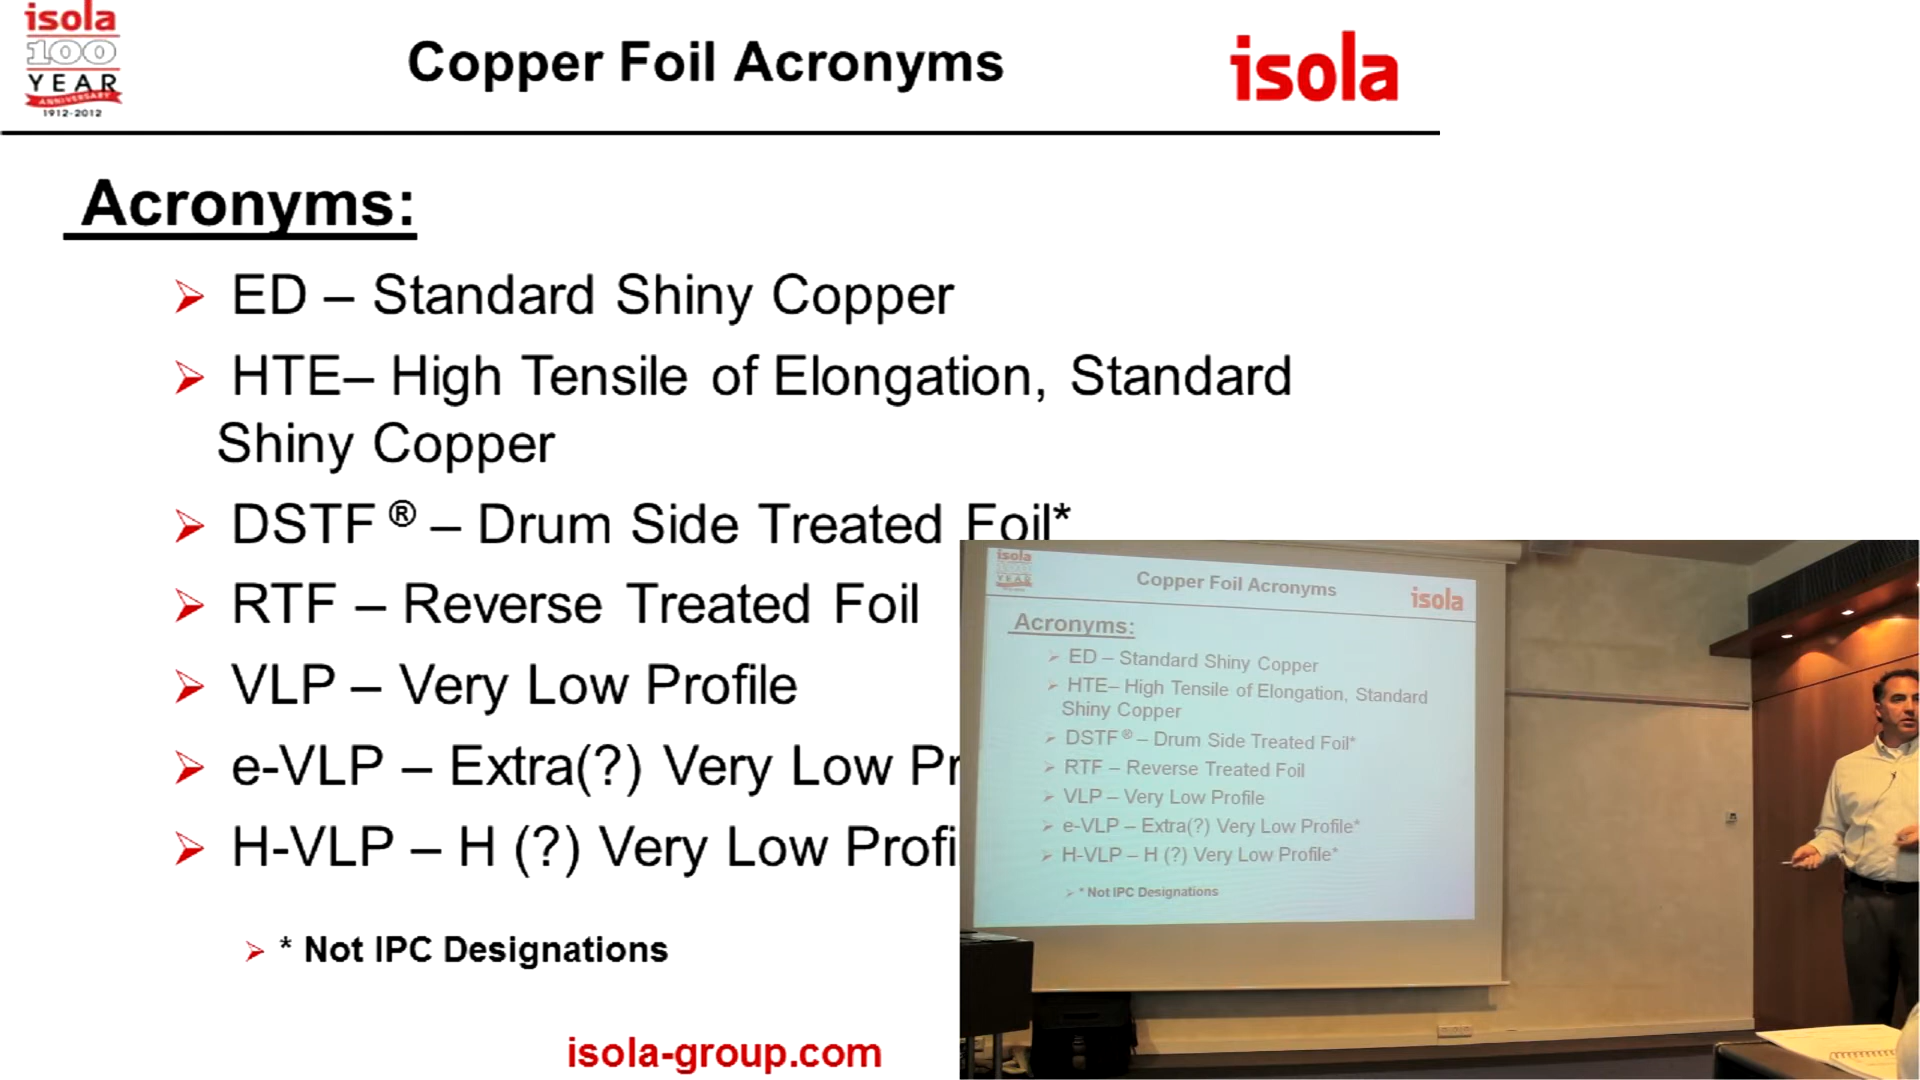 isola
100
YEAR
ANNIVERSARY
1912-2012
Copper Foil Acronyms
isola
Acronyms:
ED – Standard Shiny Copper
HTE– High Tensile of Elongation, Standard
Shiny Copper
DSTF ® – Drum Side Treated Foil*
RTF – Reverse Treated Foil
VLP – Very Low Profile
e-VLP – Extra(?) Very Low Pr
H-VLP – H (?) Very Low Profi
* Not IPC Designations
isola-group.com
isola
100
YEAR
Copper Foil Acronyms
isola
Acronyms:
ED – Standard Shiny Copper
HTE– High Tensile of Elongation, Standard
Shiny Copper
DSTF ® – Drum Side Treated Foil*
RTF – Reverse Treated Foil
VLP – Very Low Profile
e-VLP – Extra(?) Very Low Profile*
H-VLP – H (?) Very Low Profile*
* Not IPC Designations